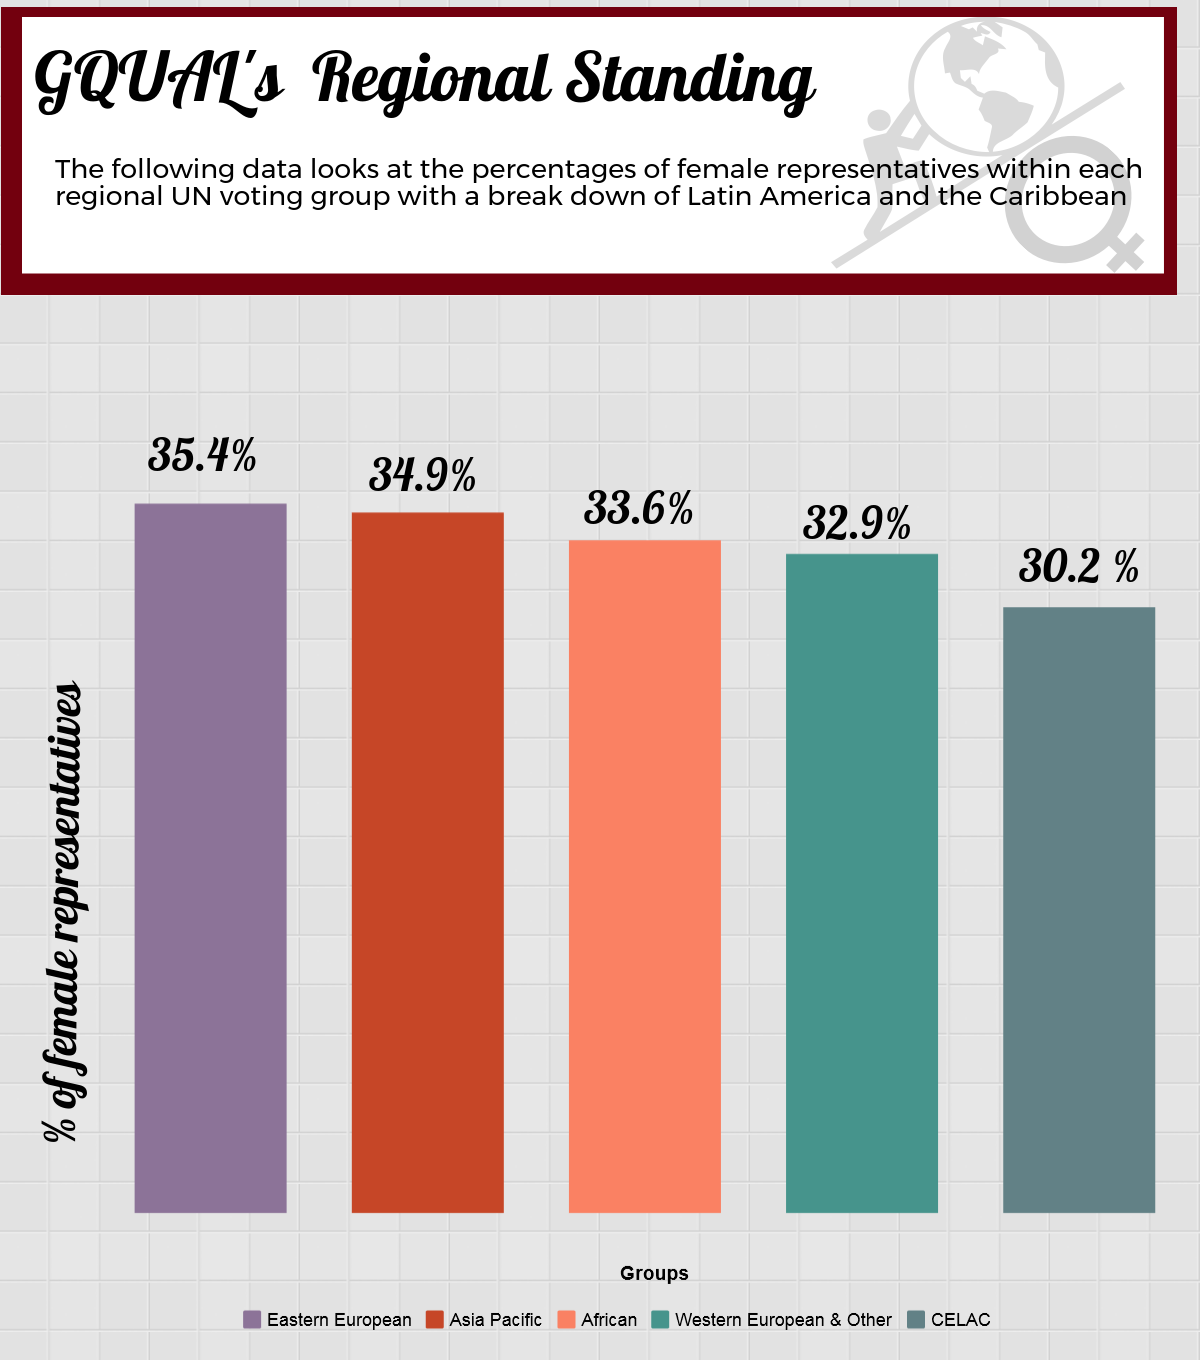 GQUAL's Regional Standing
The following data looks at the percentages of female representatives within each
regional UN voting group with a break down of Latin America and the Caribbean
35.4%
34.9%
33.6%
32.9%
30.2 %
% of female representatives
Groups
Eastern European Asia Pacific African Western European & Other CELAC